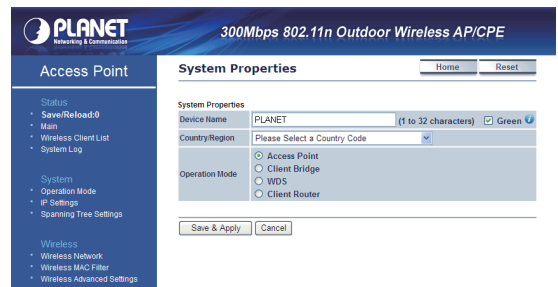 PLANET
Networking & Communication
300Mbps 802.11n Outdoor Wireless AP/CPE
Access Point
Status
Save/Reload:0
Main
Wireless Client List
System Log
System
Operation Mode
IP Settings
Spanning Tree Settings
Wireless
Wireless Network
Wireless MAC Filter
Wireless Advanced Settings
System Properties
Home
Reset
System Properties
Device Name
PLANET
(1 to 32 characters)
Green
Country/Region
Please Select a Country Code
Operation Mode
Access Point
Client Bridge
WDS
Client Router
Save & Apply
Cancel